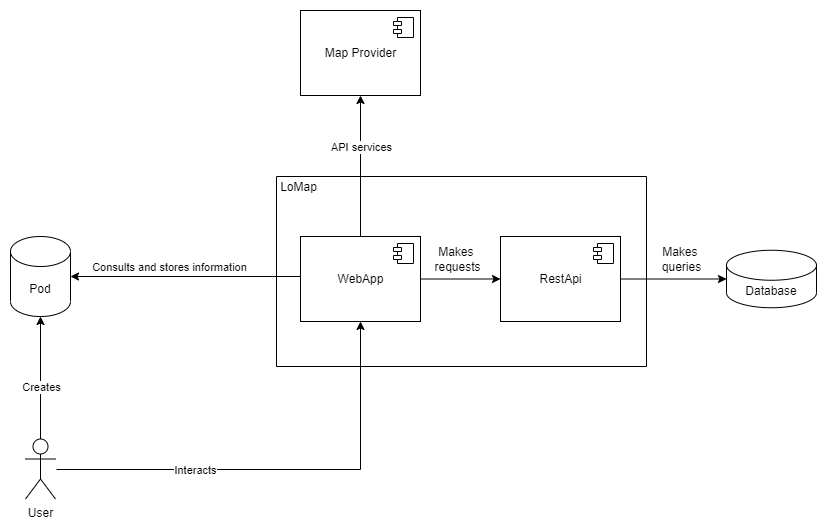 Map Provider
API services
LoMap
Pod
Consults and stores information
WebApp
Makes
requests
RestApi
Makes
queries
Database
Creates
Interacts
User